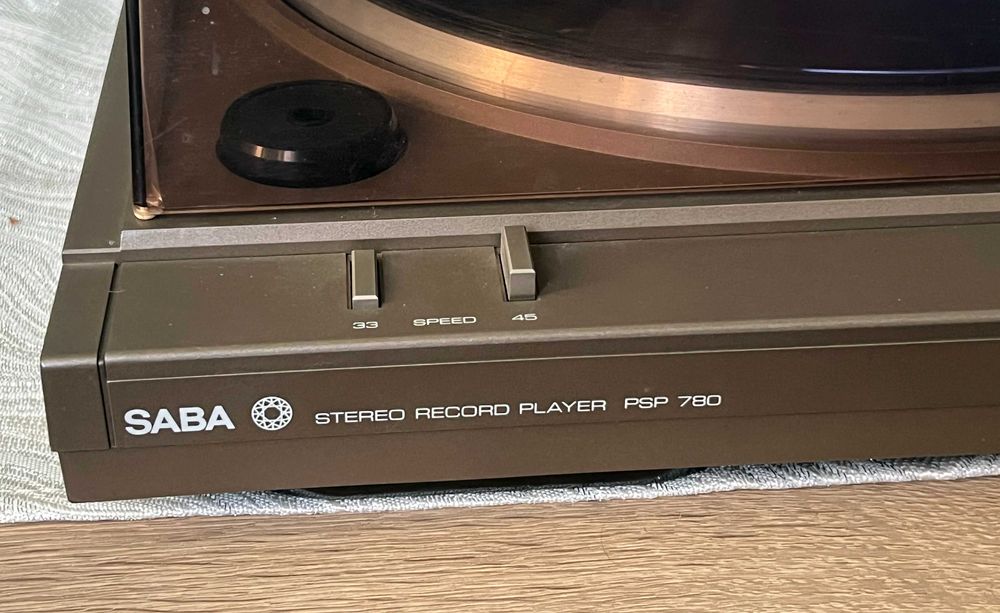 33 SPEED 45
SABA STEREO RECORD PLAYER PSP 780